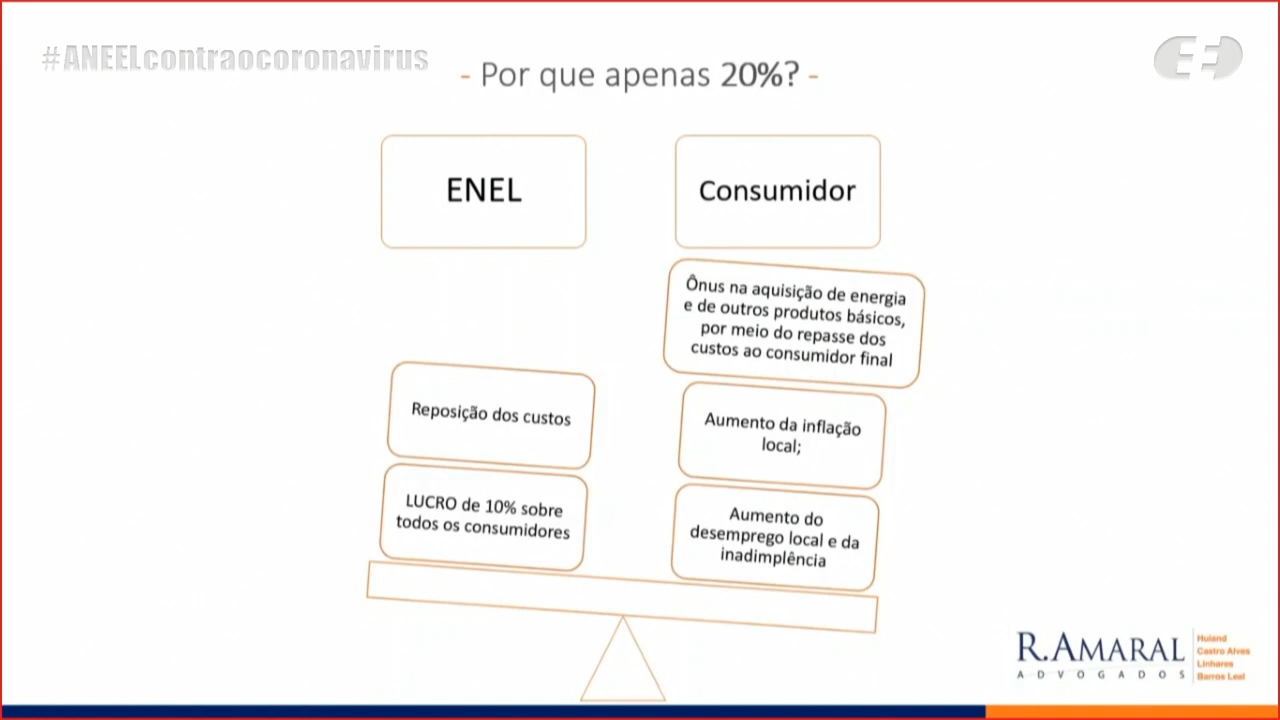 #ANEELcontraocoronavirus
- Por que apenas 20%? -
ENEL
Consumidor
Ônus na aquisição de energia
e de outros produtos básicos,
por meio do repasse dos
custos ao consumidor final
Reposição dos custos
Aumento da inflação
local;
LUCRO de 10% sobre
todos os consumidores
Aumento do
desemprego local e da
inadimplência
R.AMARAL
ADVOGADOS
Huland
Castro Alves
Linhares
Barros Leal